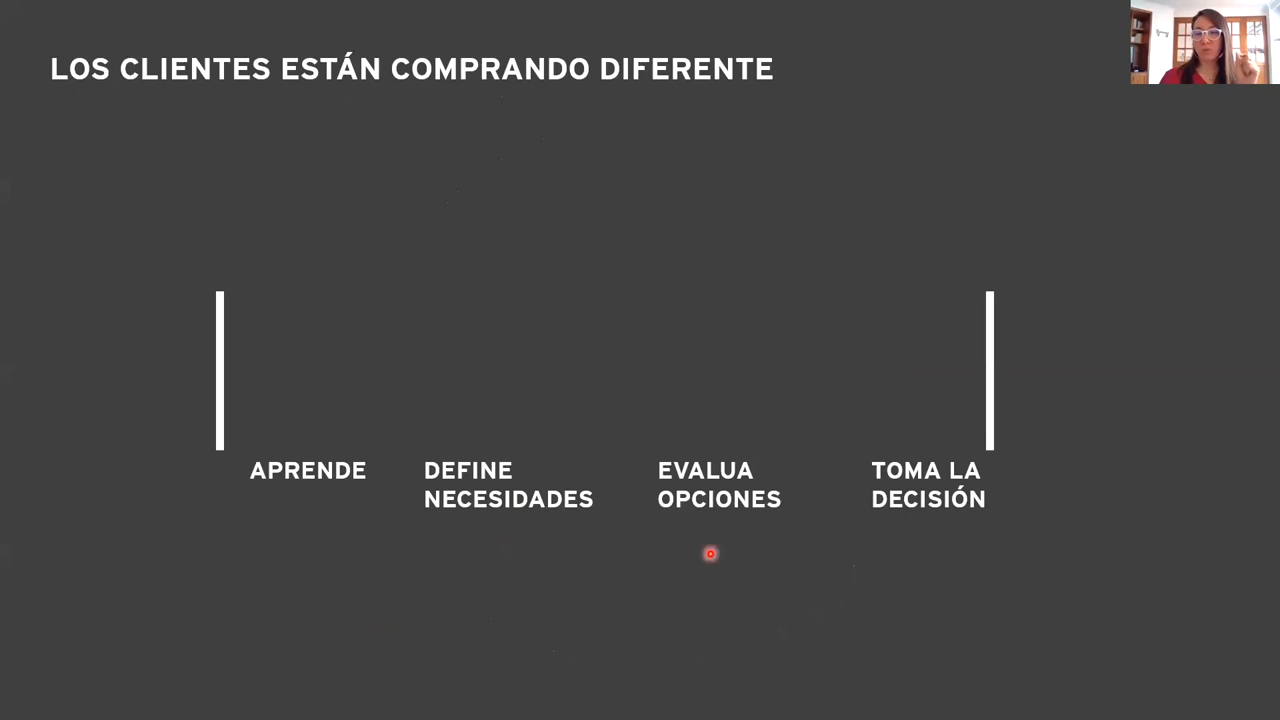 LOS CLIENTES ESTÁN COMPRANDO DIFERENTE
APRENDE
DEFINE
NECESIDADES
EVALUA
OPCIONES
TOMA LA
DECISIÓN